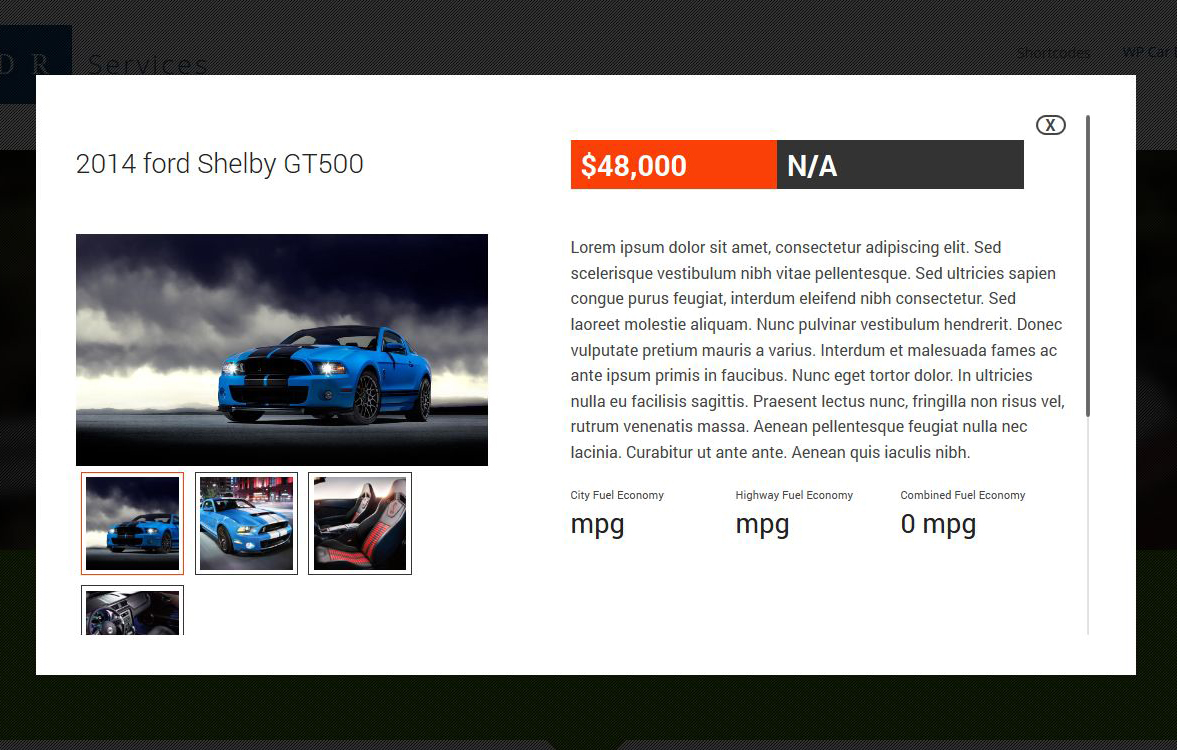 D R Services
Shortcodes WP Car
X
2014 ford Shelby GT500
$48,000 N/A
Lorem ipsum dolor sit amet, consectetur adipiscing elit. Sed
scelerisque vestibulum nibh vitae pellentesque. Sed ultricies sapien
congue purus feugiat, interdum eleifend nibh consectetur. Sed
laoreet molestie aliquam. Nunc pulvinar vestibulum hendrerit. Donec
vulputate pretium mauris a varius. Interdum et malesuada fames ac
ante ipsum primis in faucibus. Nunc eget tortor dolor. In ultricies
nulla eu facilisis sagittis. Praesent lectus nunc, fringilla non risus vel,
rutrum venenatis massa. Aenean pellentesque feugiat nulla nec
lacinia. Curabitur ut ante ante. Aenean quis iaculis nibh.
City Fuel Economy Highway Fuel Economy Combined Fuel Economy
mpg mpg 0 mpg